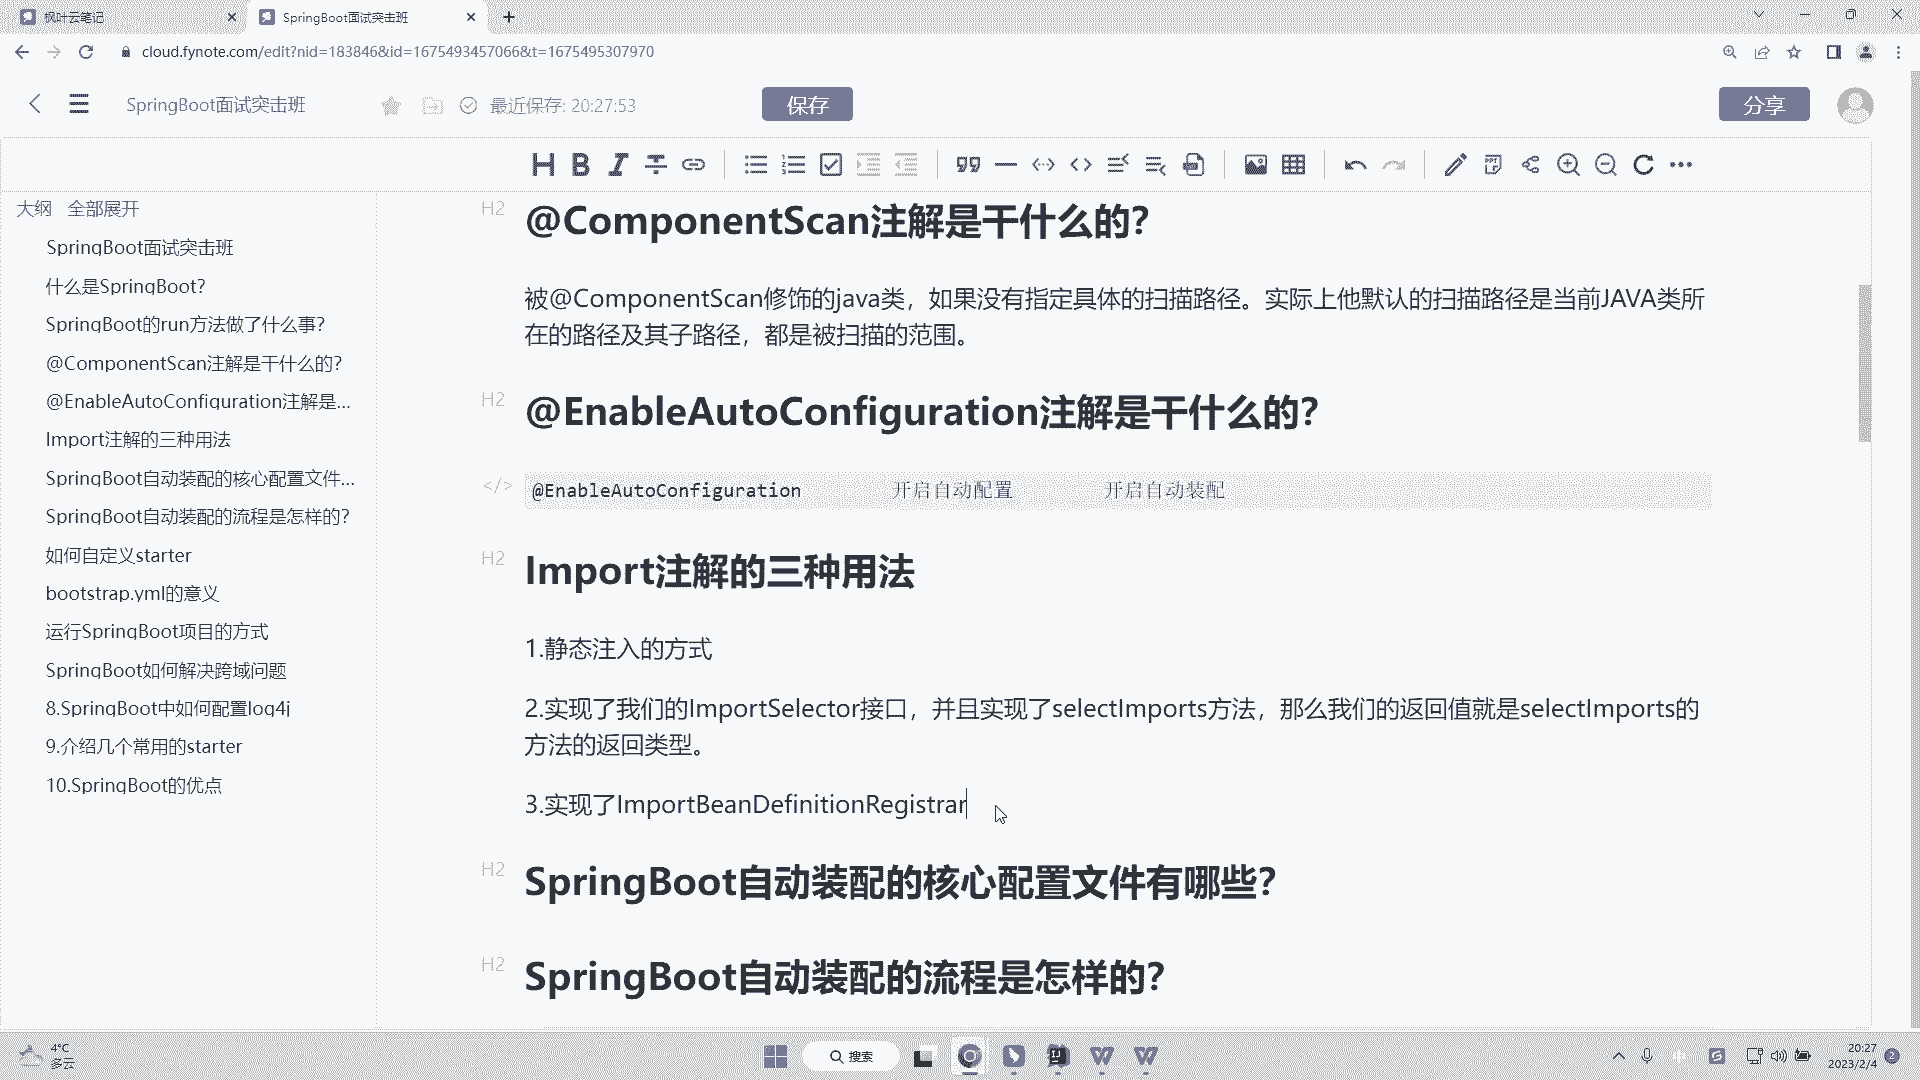 枫叶云笔记
SpringBoot面试突击班
cloud.fynote.com/edit?nid=183846&id=1675493457066&t=1675495307970
SpringBoot面试突击班
最近保存: 20:27:53
保存
分享
大纲 全部展开
SpringBoot面试突击班
什么是SpringBoot？
SpringBoot的run方法做了什么事？
@ComponentScan注解是干什么的？
@EnableAutoConfiguration注解是...
Import注解的三种用法
SpringBoot自动装配的核心配置文件...
SpringBoot自动装配的流程是怎样的？
如何自定义starter
bootstrap.yml的意义
运行SpringBoot项目的方式
SpringBoot如何解决跨域问题
8.SpringBoot中如何配置log4j
9.介绍几个常用的starter
10.SpringBoot的优点
H2 @ComponentScan注解是干什么的？
被@ComponentScan修饰的java类，如果没有指定具体的扫描路径。实际上他默认的扫描路径是当前JAVA类所
在的路径及其子路径，都是被扫描的范围。
H2 @EnableAutoConfiguration注解是干什么的？
</> @EnableAutoConfiguration 开启自动配置 开启自动装配
H2 Import注解的三种用法
1.静态注入的方式
2.实现了我们的ImportSelector接口，并且实现了selectImports方法，那么我们的返回值就是selectImports的
方法的返回类型。
3.实现了ImportBeanDefinitionRegistrar
H2 SpringBoot自动装配的核心配置文件有哪些？
H2 SpringBoot自动装配的流程是怎样的？
4°C
多云
搜索
中
20:27
2023/2/4
2